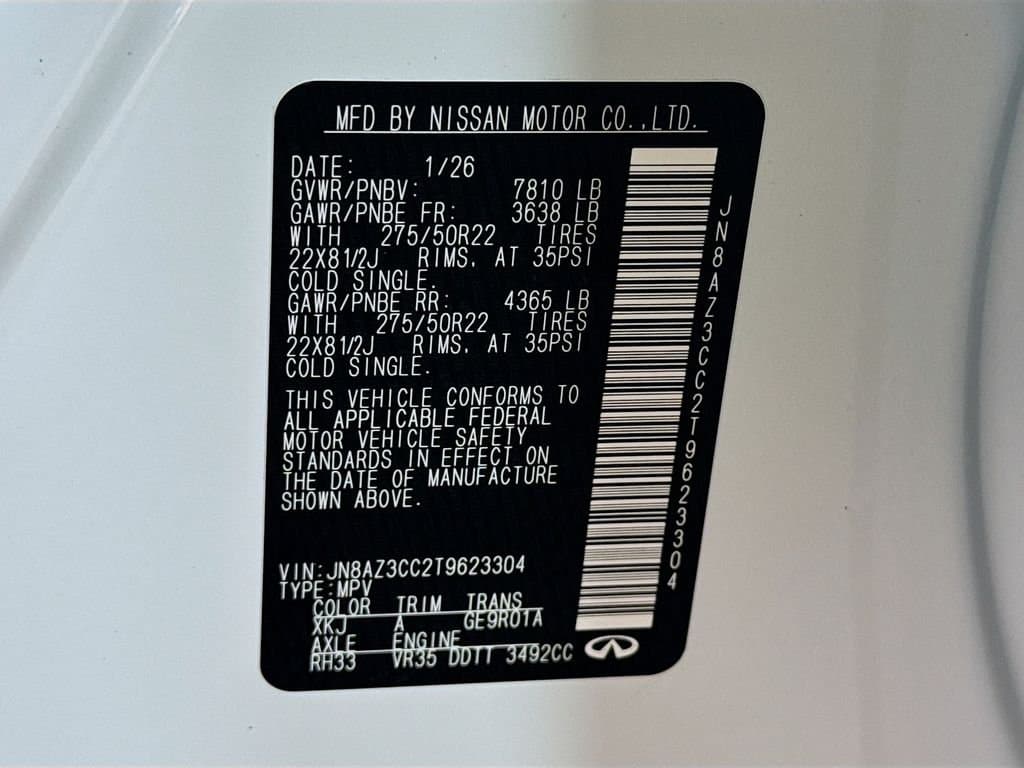 MFD BY NISSAN MOTOR CO.,LTD.
DATE: 1/26
GVWR/PNBV: 7810 LB
GAWR/PNBE FR: 3638 LB
WITH 275/50R22 TIRES
22X81/2J RIMS, AT 35PSI
COLD SINGLE.
GAWR/PNBE RR: 4365 LB
WITH 275/50R22 TIRES
22X81/2J RIMS, AT 35PSI
COLD SINGLE.
THIS VEHICLE CONFORMS TO
ALL APPLICABLE FEDERAL
MOTOR VEHICLE SAFETY
STANDARDS IN EFFECT ON
THE DATE OF MANUFACTURE
SHOWN ABOVE.
VIN:JN8AZ3CC2T9623304
TYPE:MPV
COLOR TRIM TRANS
XKJ A GE9R01A
AXLE ENGINE
RH33 VR35 DDTT 3492CC
JN8AZ3CC2T9623304